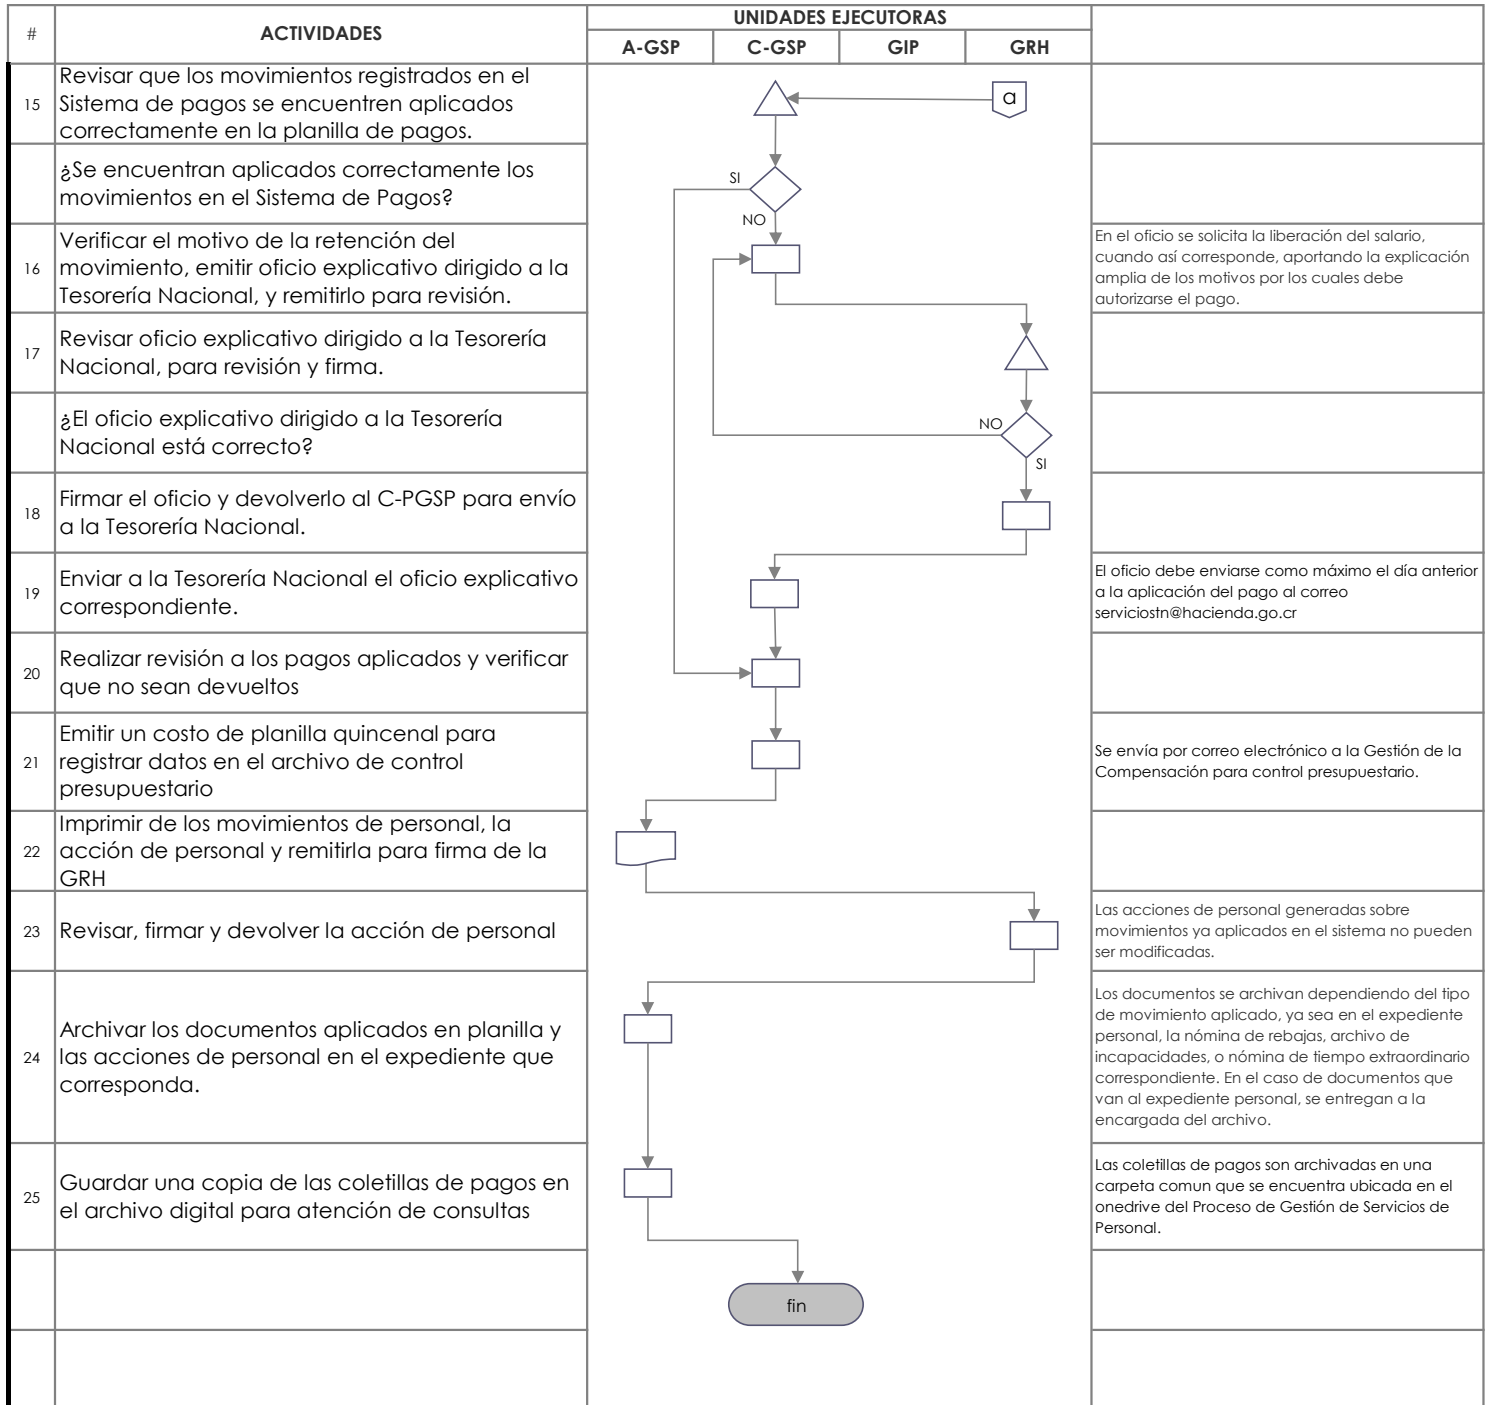 #
ACTIVIDADES
UNIDADES EJECUTORAS
A-GSP
C-GSP
GIP
GRH
15
Revisar que los movimientos registrados en el
Sistema de pagos se encuentren aplicados
correctamente en la planilla de pagos.
a
¿Se encuentran aplicados correctamente los
movimientos en el Sistema de Pagos?
SI
NO
16
Verificar el motivo de la retención del
movimiento, emitir oficio explicativo dirigido a la
Tesorería Nacional, y remitirlo para revisión.
En el oficio se solicita la liberación del salario,
cuando así corresponde, aportando la explicación
amplia de los motivos por los cuales debe
autorizarse el pago.
17
Revisar oficio explicativo dirigido a la Tesorería
Nacional, para revisión y firma.
¿El oficio explicativo dirigido a la Tesorería
Nacional está correcto?
NO
SI
18
Firmar el oficio y devolverlo al C-PGSP para envío
a la Tesorería Nacional.
19
Enviar a la Tesorería Nacional el oficio explicativo
correspondiente.
El oficio debe enviarse como máximo el día anterior
a la aplicación del pago al correo
serviciostn@hacienda.go.cr
20
Realizar revisión a los pagos aplicados y verificar
que no sean devueltos
21
Emitir un costo de planilla quincenal para
registrar datos en el archivo de control
presupuestario
Se envía por correo electrónico a la Gestión de la
Compensación para control presupuestario.
22
Imprimir de los movimientos de personal, la
acción de personal y remitirla para firma de la
GRH
23
Revisar, firmar y devolver la acción de personal
Las acciones de personal generadas sobre
movimientos ya aplicados en el sistema no pueden
ser modificadas.
24
Archivar los documentos aplicados en planilla y
las acciones de personal en el expediente que
corresponda.
Los documentos se archivan dependiendo del tipo
de movimiento aplicado, ya sea en el expediente
personal, la nómina de rebajas, archivo de
incapacidades, o nómina de tiempo extraordinario
correspondiente. En el caso de documentos que
van al expediente personal, se entregan a la
encargada del archivo.
25
Guardar una copia de las coletillas de pagos en
el archivo digital para atención de consultas
Las coletillas de pagos son archivadas en una
carpeta comun que se encuentra ubicada en el
onedrive del Proceso de Gestión de Servicios de
Personal.
fin